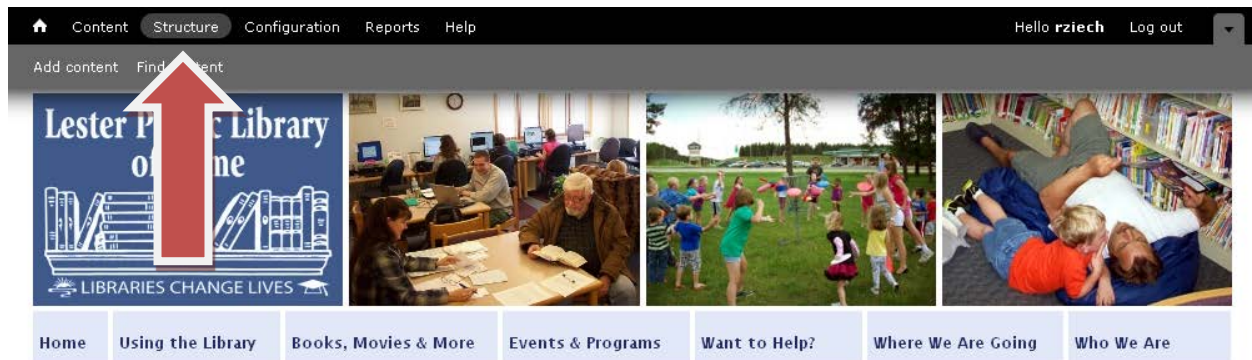 Content Structure Configuration Reports Help Hello rziech Log out
Add content Find
Lester Library
of
LIBRARIES CHANGE LIVES
Home Using the Library Books, Movies & More Events & Programs Want to Help? Where We Are Going Who We Are